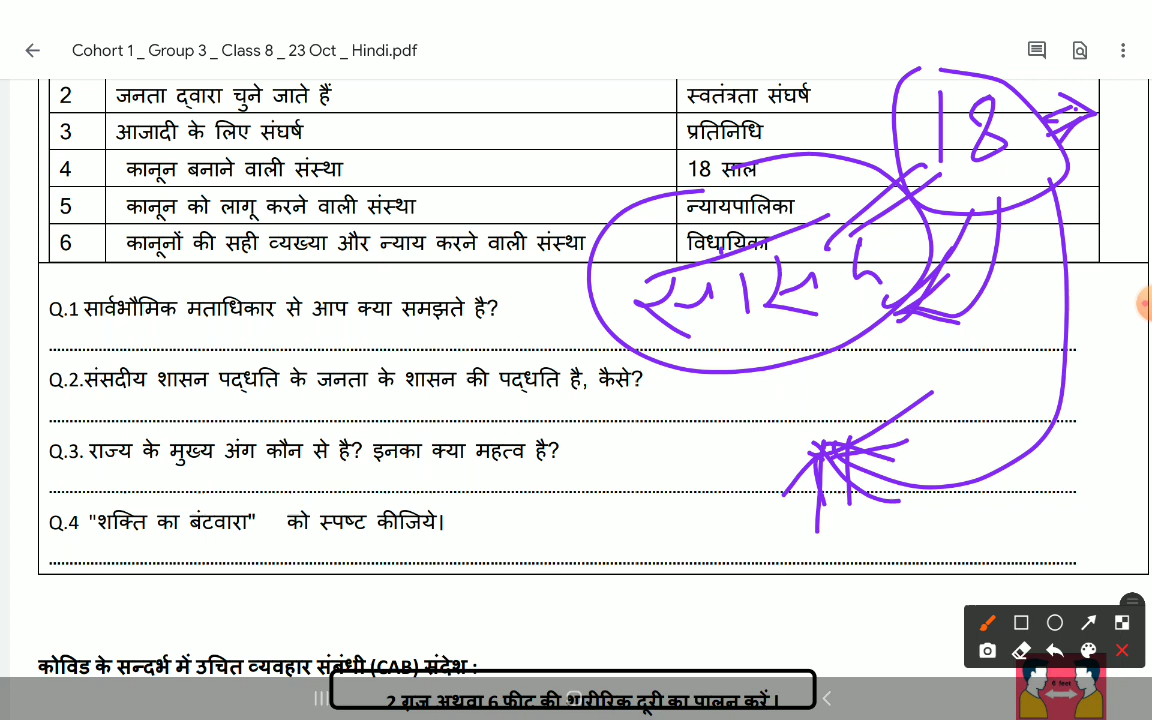 Cohort 1 _ Group 3 _ Class 8 _ 23 Oct _ Hindi.pdf
2 जनता द्वारा चुने जाते हैं स्वतंत्रता संघर्ष
18
3 आजादी के लिए संघर्ष प्रतिनिधि
4 कानून बनाने वाली संस्था 18 साल
5 कानून को लागू करने वाली संस्था न्यायपालिका
6 कानूनों की सही व्यख्या और न्याय करने वाली संस्था विधायिका
Q.1 सार्वभौमिक मताधिकार से आप क्या समझते है?
Q.2.संसदीय शासन पद्धति के जनता के शासन की पद्धति है, कैसे?
Q.3. राज्य के मुख्य अंग कौन से है? इनका क्या महत्व है?
Q.4 "शक्ति का बंटवारा" को स्पष्ट कीजिये।
कोविड के सन्दर्भ में उचित व्यवहार संबंधी (CAB) संदेश :
2 गज अथवा 6 फीट की शारीरिक दूरी का पालन करें।
6 feet